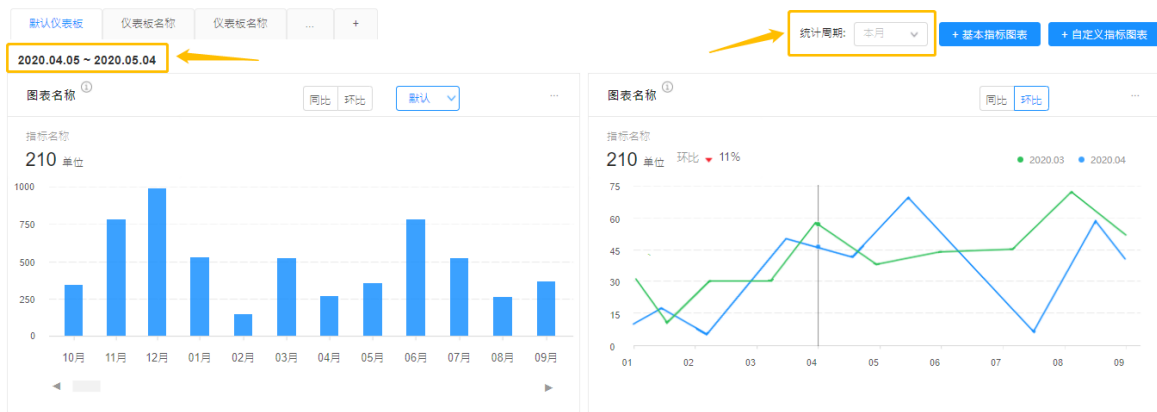 默认仪表板 仪表板名称 仪表板名称 ... +
统计周期: 本月 + 基本指标图表 + 自定义指标图表
2020.04.05 ~ 2020.05.04
图表名称 同比 环比 默认 ...
指标名称
210 单位
1000
750
500
250
0
10月 11月 12月 01月 02月 03月 04月 05月 06月 07月 08月 09月
图表名称 同比 环比 ...
指标名称
210 单位 环比 11%
2020.03 2020.04
75
60
45
30
15
0
01 02 03 04 05 06 07 08 09